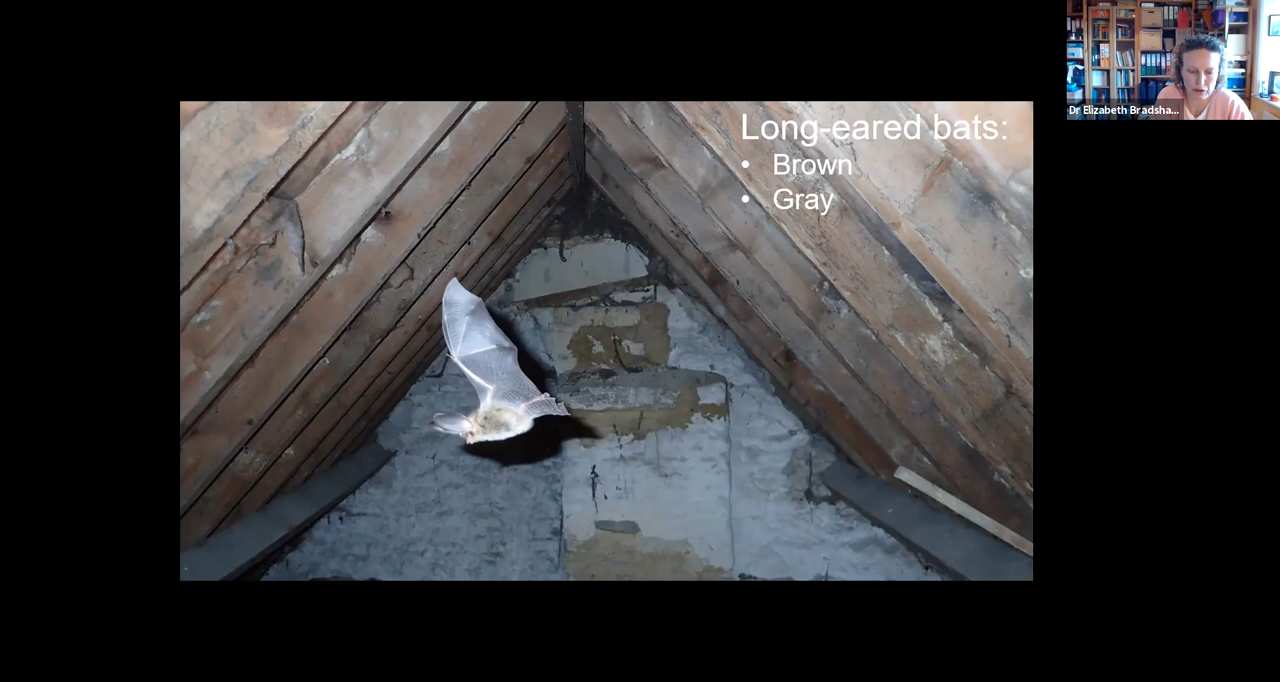 Long-eared bats:
• Brown
• Gray
Dr Elizabeth Bradsha...